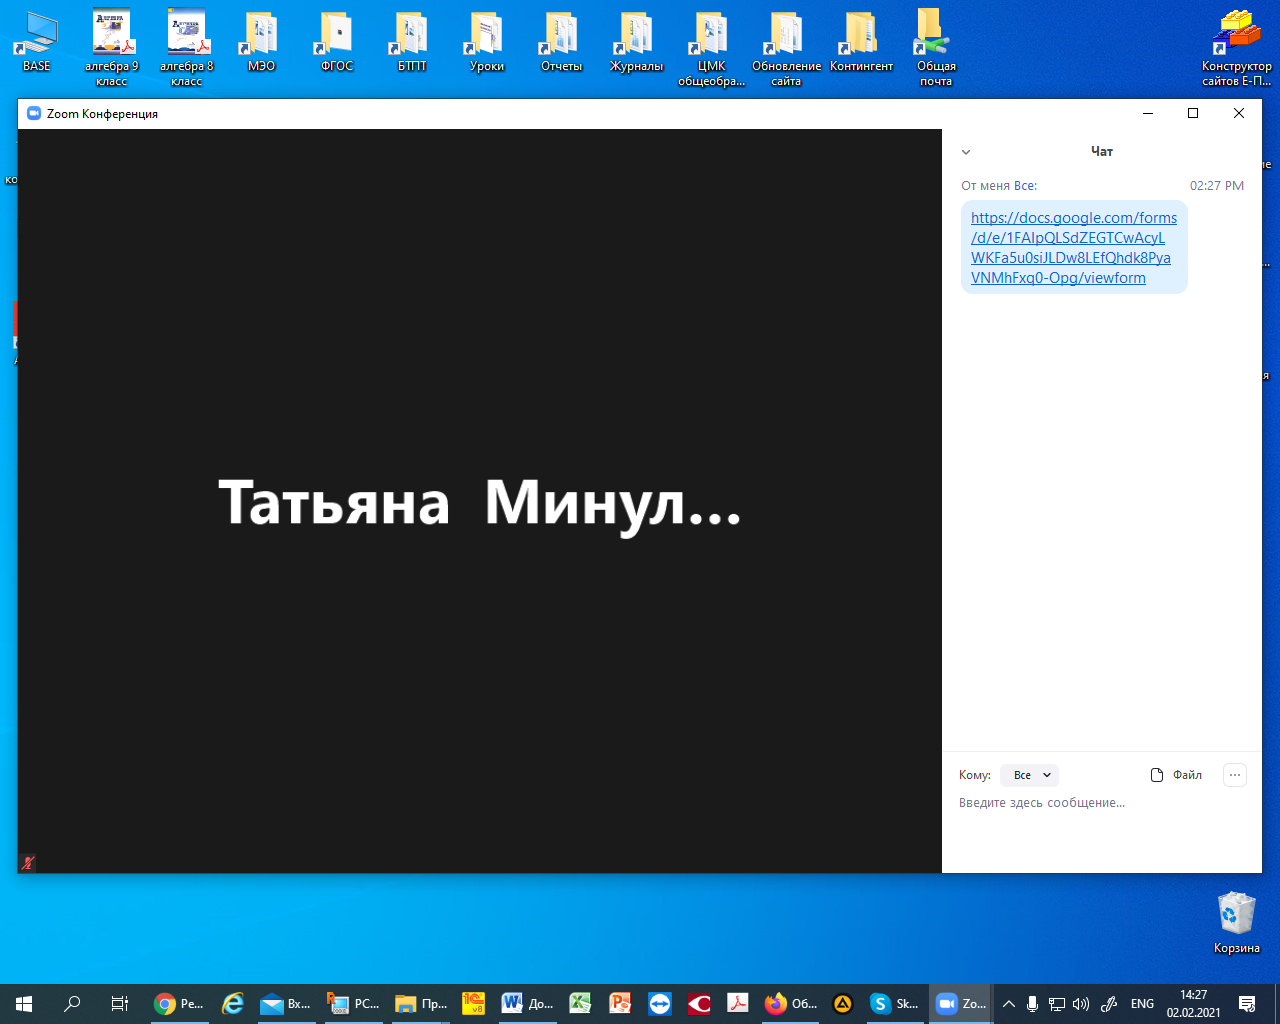 BASE
алгебра 9
класс
алгебра 8
класс
МЭО
ФГОС
БТПТ
Уроки
Отчеты
Журналы
ЦМК
общеобра...
Обновление
сайта
Контингент
Общая
почта
Конструктор
сайтов Е-П...
Zoom Конференция
Чат
От меня Все:
02:27 PM
https://docs.google.com/forms
/d/e/1FAIpQLSdZEGTCwAcyL
WKFa5u0siJLDw8LEfQhdk8Pya
VNMhFxq0-Opg/viewform
Татьяна Минул...
Кому: Все
Файл
Введите здесь сообщение...
Корзина
Ре...
Вх...
РС...
Пр...
До...
Об...
Sk...
Zo...
ENG
14:27
02.02.2021